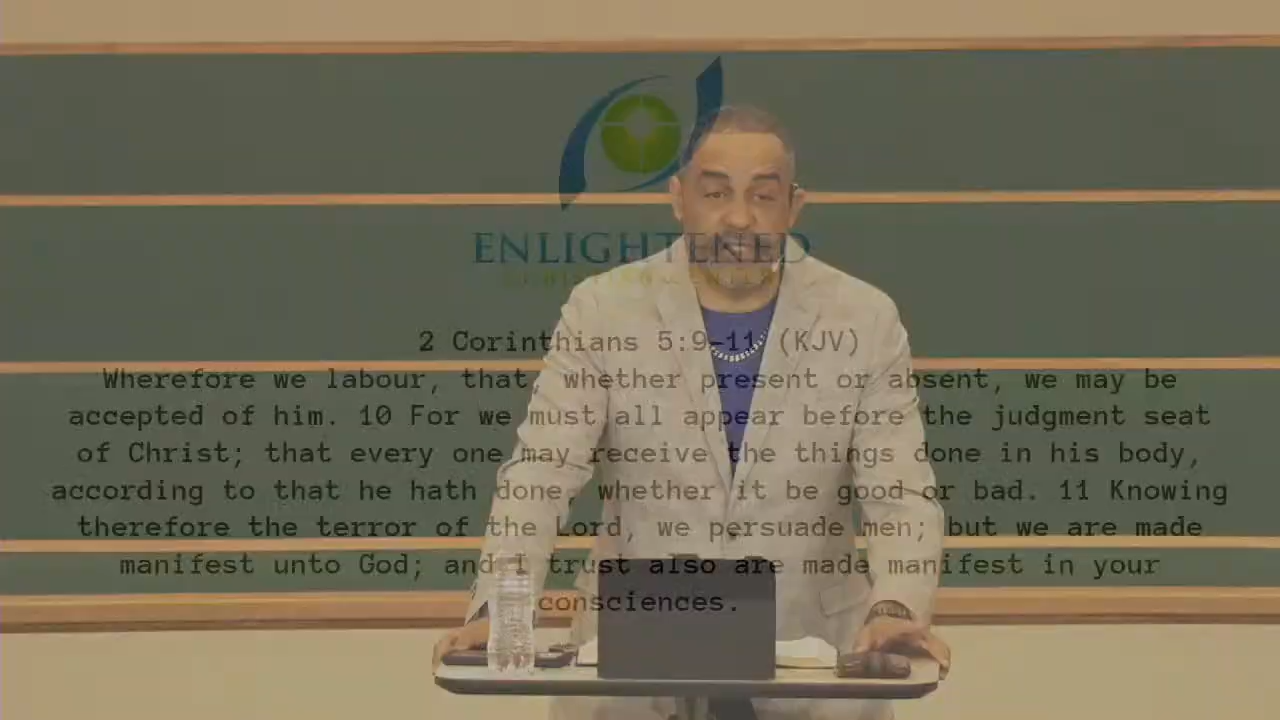 ENLIGHTENED
CHRISTIAN CENTER
2 Corinthians 5:9-11 (KJV)
Wherefore we labour, that, whether present or absent, we may be
accepted of him. 10 For we must all appear before the judgment seat
of Christ; that every one may receive the things done in his body,
according to that he hath done, whether it be good or bad. 11 Knowing
therefore the terror of the Lord, we persuade men; but we are made
manifest unto God; and I trust also are made manifest in your
consciences.